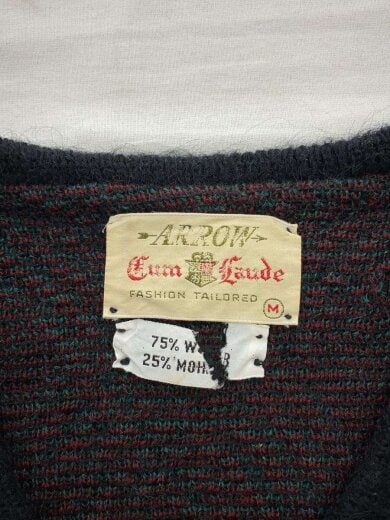 ARROW
Cum Laude
FASHION TAILORED
M
75%
25%